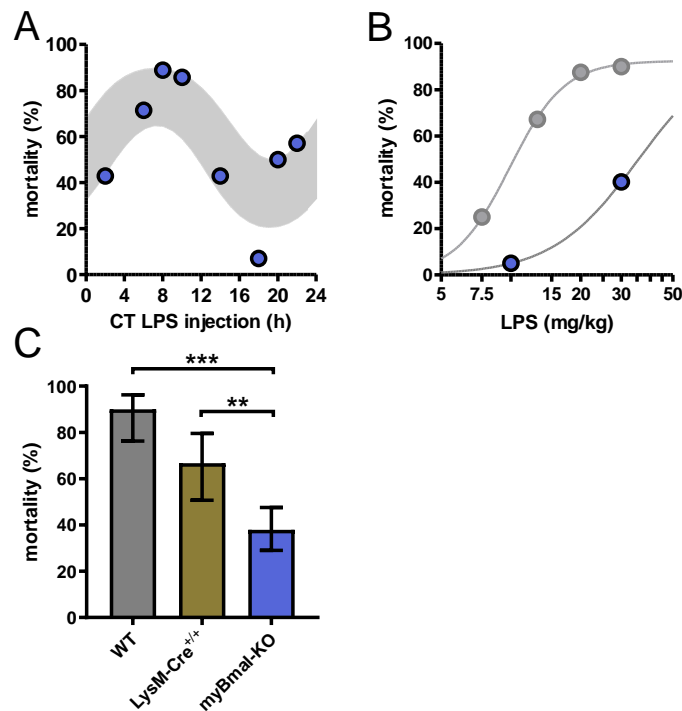 A
mortality (%)
100
80
60
40
20
0
0 4 8 12 16 20 24
CT LPS injection (h)
B
mortality (%)
100
80
60
40
20
0
5 7.5 15 20 30 50
LPS (mg/kg)
C
***
**
mortality (%)
100
80
60
40
20
0
WT
LysM-Cre+/+
myBmal-KO